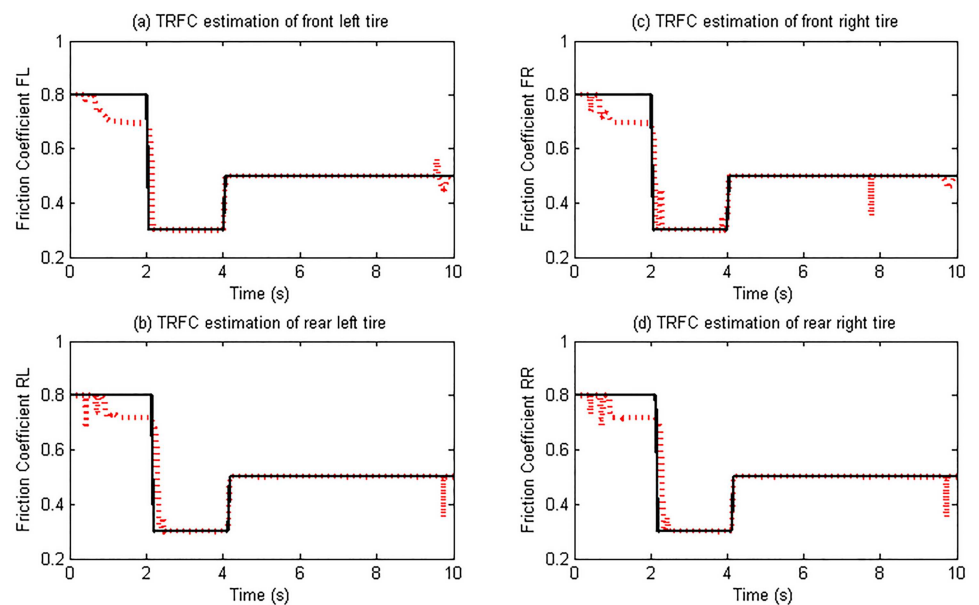 (a) TRFC estimation of front left tire
1
0.8
0.6
0.4
0.2
Friction Coefficient FL
0 2 4 6 8 10
Time (s)
(c) TRFC estimation of front right tire
1
0.8
0.6
0.4
0.2
Friction Coefficient FR
0 2 4 6 8 10
Time (s)
(b) TRFC estimation of rear left tire
1
0.8
0.6
0.4
0.2
Friction Coefficient RL
0 2 4 6 8 10
Time (s)
(d) TRFC estimation of rear right tire
1
0.8
0.6
0.4
0.2
Friction Coefficient RR
0 2 4 6 8 10
Time (s)